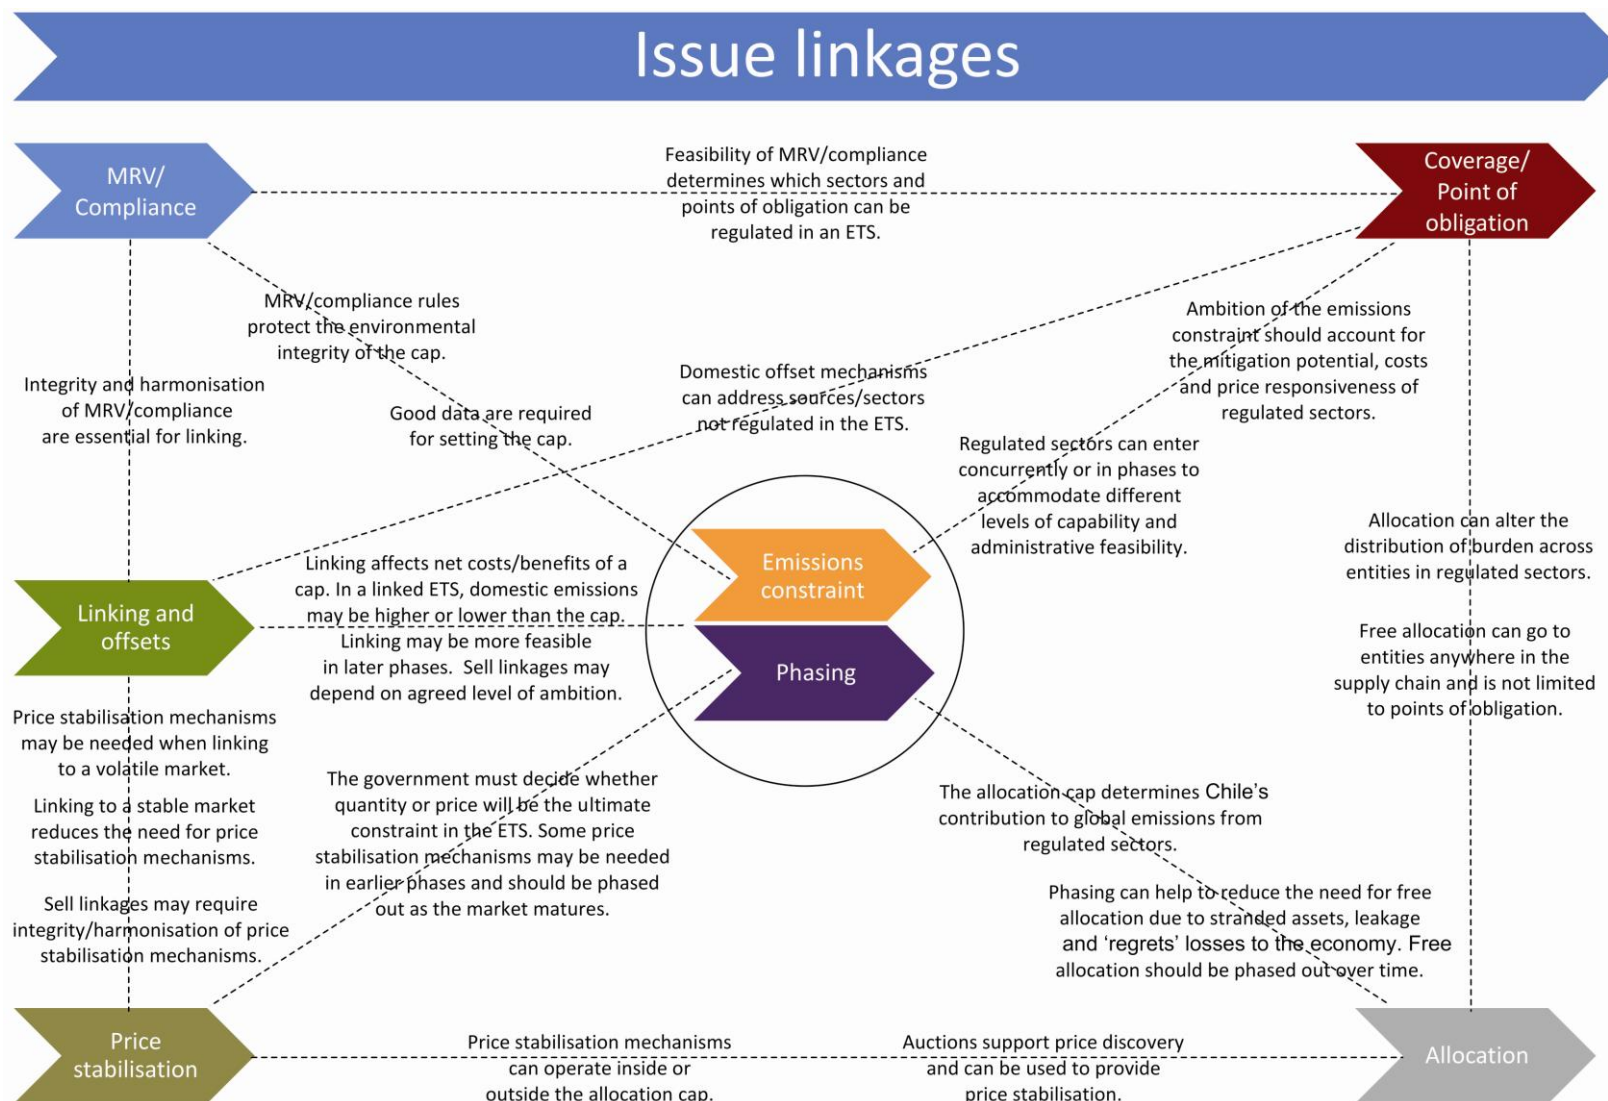 Issue linkages
MRV/
Compliance
Feasibility of MRV/compliance
determines which sectors and
points of obligation can be
regulated in an ETS.
Coverage/
Point of
obligation
MRV/compliance rules
protect the environmental
integrity of the cap.
Ambition of the emissions
constraint should account for
the mitigation potential, costs
and price responsiveness of
regulated sectors.
Integrity and harmonisation
of MRV/compliance
are essential for linking.
Good data are required
for setting the cap.
Domestic offset mechanisms
can address sources/sectors
not regulated in the ETS.
Regulated sectors can enter
concurrently or in phases to
accommodate different
levels of capability and
administrative feasibility.
Allocation can alter the
distribution of burden across
entities in regulated sectors.
Linking and
offsets
Linking affects net costs/benefits of a
cap. In a linked ETS, domestic emissions
may be higher or lower than the cap.
Linking may be more feasible
in later phases.  Sell linkages may
depend on agreed level of ambition.
Emissions
constraint
Phasing
Free allocation can go to
entities anywhere in the
supply chain and is not limited
to points of obligation.
Price stabilisation mechanisms
may be needed when linking
to a volatile market.
Linking to a stable market
reduces the need for price
stabilisation mechanisms.
Sell linkages may require
integrity/harmonisation of price
stabilisation mechanisms.
The government must decide whether
quantity or price will be the ultimate
constraint in the ETS. Some price
stabilisation mechanisms may be needed
in earlier phases and should be phased
out as the market matures.
The allocation cap determines Chile's
contribution to global emissions from
regulated sectors.
Phasing can help to reduce the need for free
allocation due to stranded assets, leakage
and ‘regrets’ losses to the economy. Free
allocation should be phased out over time.
Price
stabilisation
Price stabilisation mechanisms
can operate inside or
outside the allocation cap.
Auctions support price discovery
and can be used to provide
price stabilisation.
Allocation